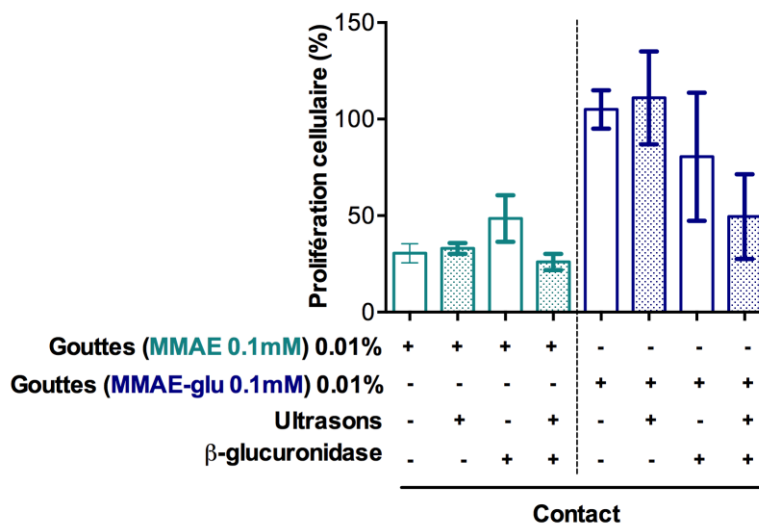 Prolifération cellulaire (%)
150
100
50
0
Gouttes (MMAE 0.1mM) 0.01% + + + + - - - -
Gouttes (MMAE-glu 0.1mM) 0.01% - - - - + + + +
Ultrasons - + - + - + - +
β-glucuronidase - - + + - - + +
Contact